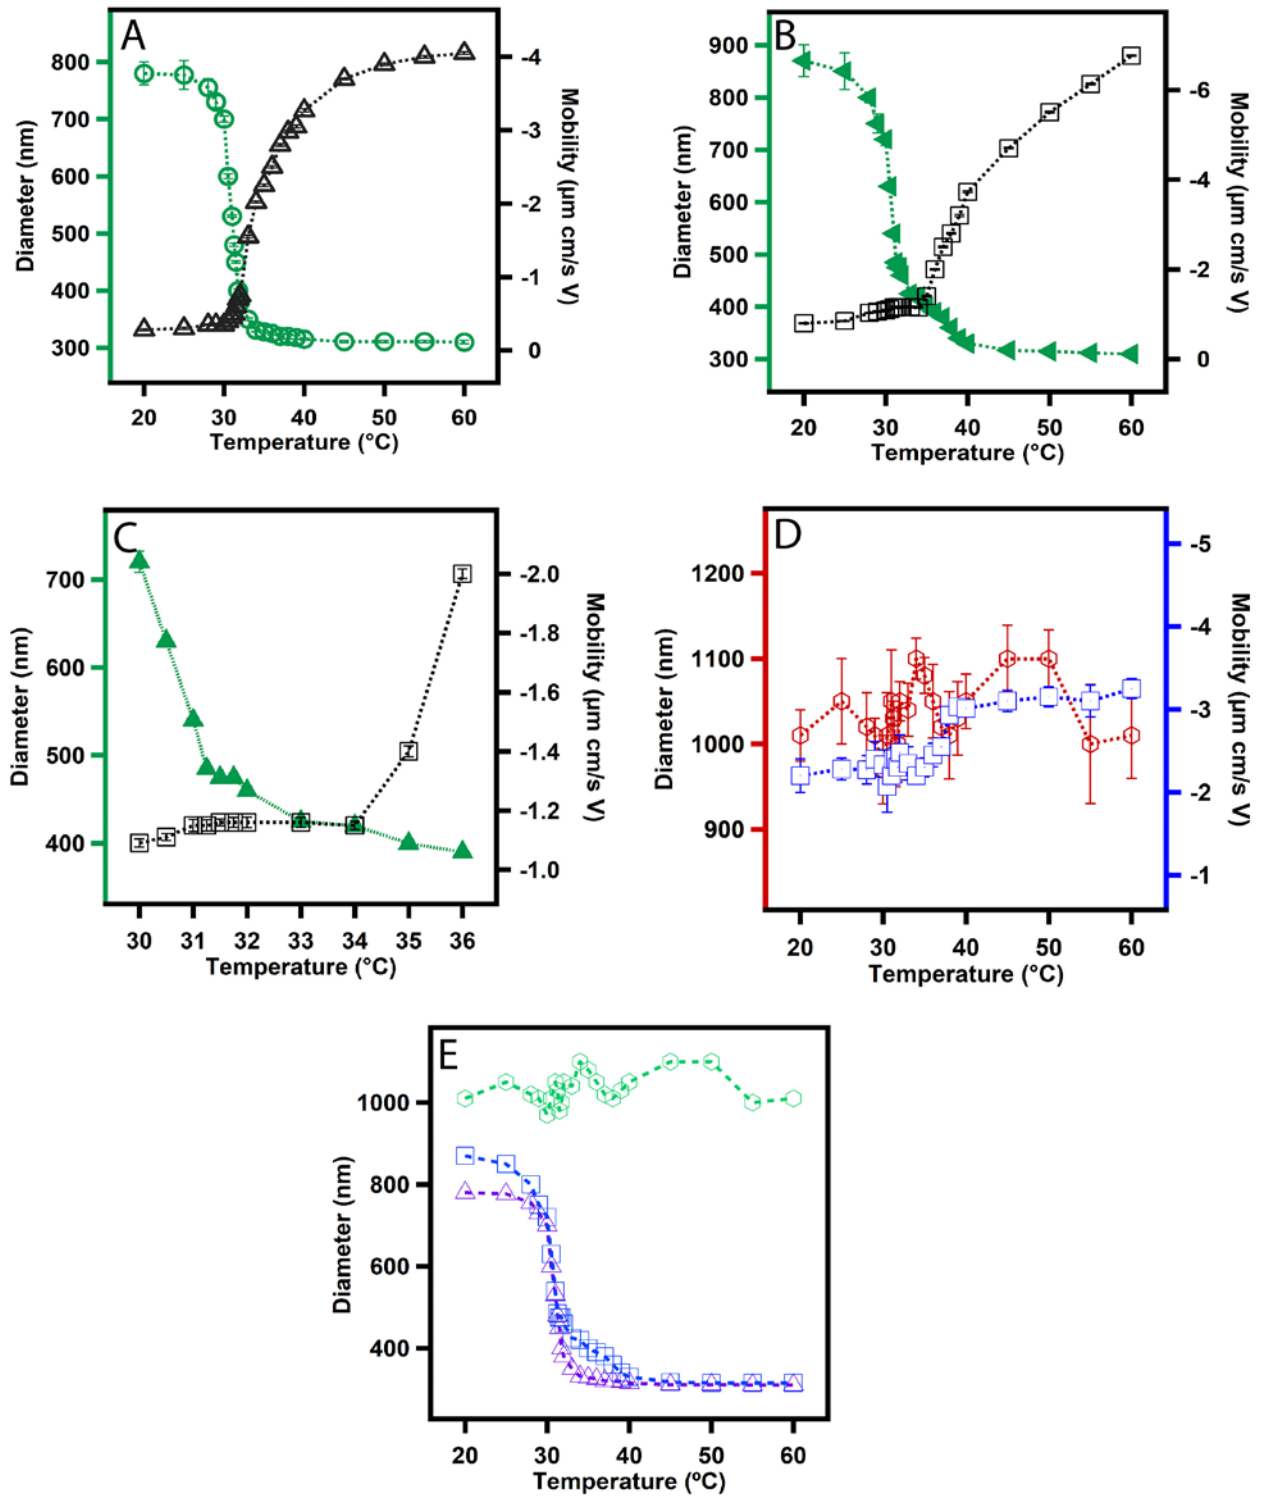 A
800
700
600
500
400
300
Diameter (nm)
-4
-3
-2
-1
0
Mobility (µm cm/s V)
20 30 40 50 60
Temperature (°C)
B
900
800
700
600
500
400
300
Diameter (nm)
-6
-4
-2
0
Mobility (µm cm/s V)
20 30 40 50 60
Temperature (°C)
C
700
600
500
400
Diameter (nm)
-2.0
-1.8
-1.6
-1.4
-1.2
-1.0
Mobility (µm cm/s V)
30 31 32 33 34 35 36
Temperature (°C)
D
1200
1100
1000
900
Diameter (nm)
-5
-4
-3
-2
-1
Mobility (µm cm/s V)
20 30 40 50 60
Temperature (°C)
E
1000
800
600
400
Diameter (nm)
20 30 40 50 60
Temperature (ºC)